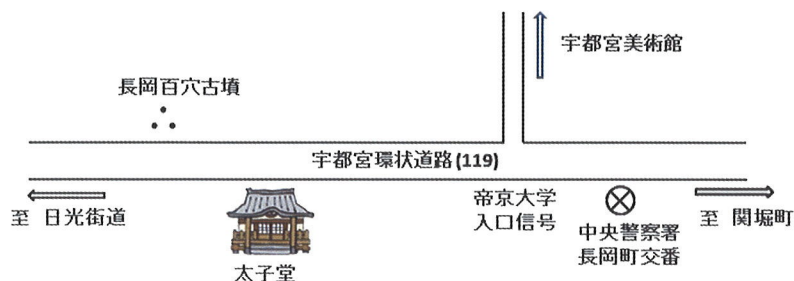 宇都宮美術館
長岡百穴古墳
宇都宮環状道路(119)
至 日光街道
太子堂
帝京大学
入口信号
中央警察署
長岡町交番
至 関堀町